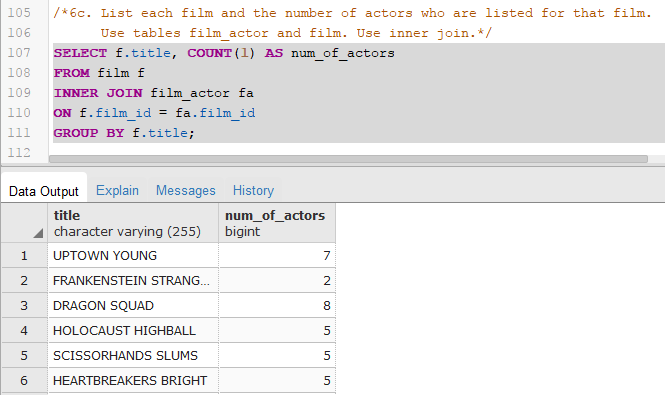 105 /*6c. List each film and the number of actors who are listed for that film.
106 Use tables film_actor and film. Use inner join.*/
107 SELECT f.title, COUNT(1) AS num_of_actors
108 FROM film f
109 INNER JOIN film_actor fa
110 ON f.film_id = fa.film_id
111 GROUP BY f.title;
112
Data Output Explain Messages History
title num_of_actors
character varying (255) bigint
1 UPTOWN YOUNG 7
2 FRANKENSTEIN STRANG... 2
3 DRAGON SQUAD 8
4 HOLOCAUST HIGHBALL 5
5 SCISSORHANDS SLUMS 5
6 HEARTBREAKERS BRIGHT 5